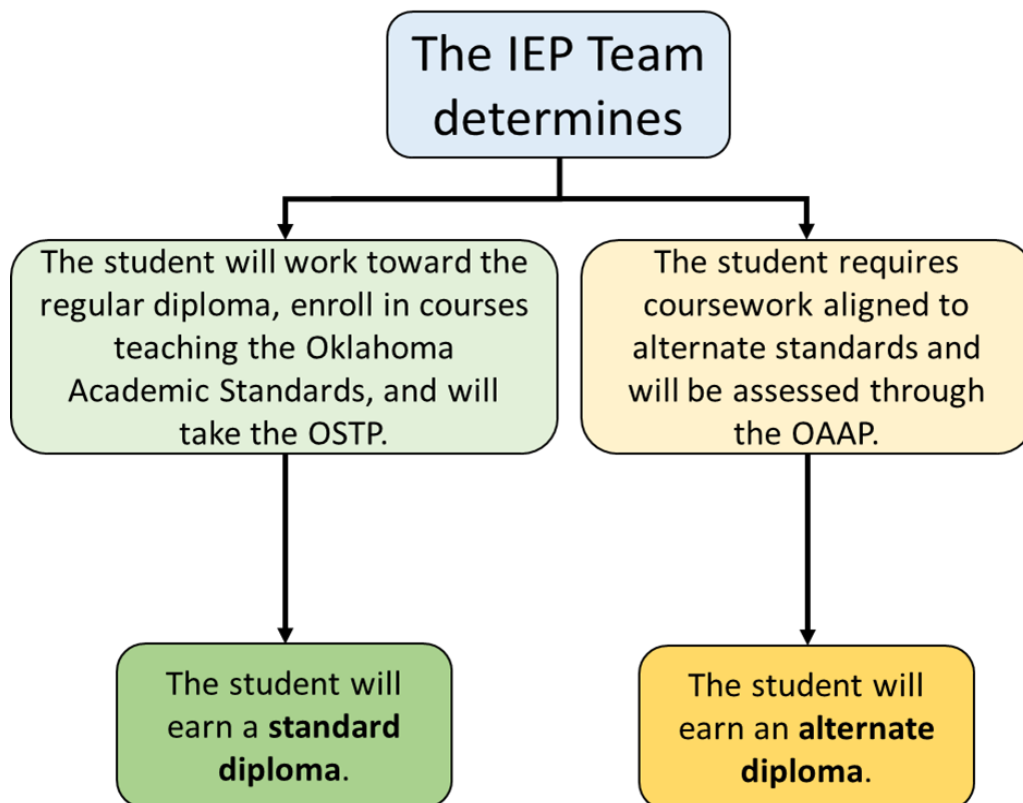 The IEP Team
determines
The student will work toward the
regular diploma, enroll in courses
teaching the Oklahoma
Academic Standards, and will
take the OSTP.
The student requires
coursework aligned to
alternate standards and
will be assessed through
the OAAP.
The student will
earn a standard
diploma.
The student will
earn an alternate
diploma.